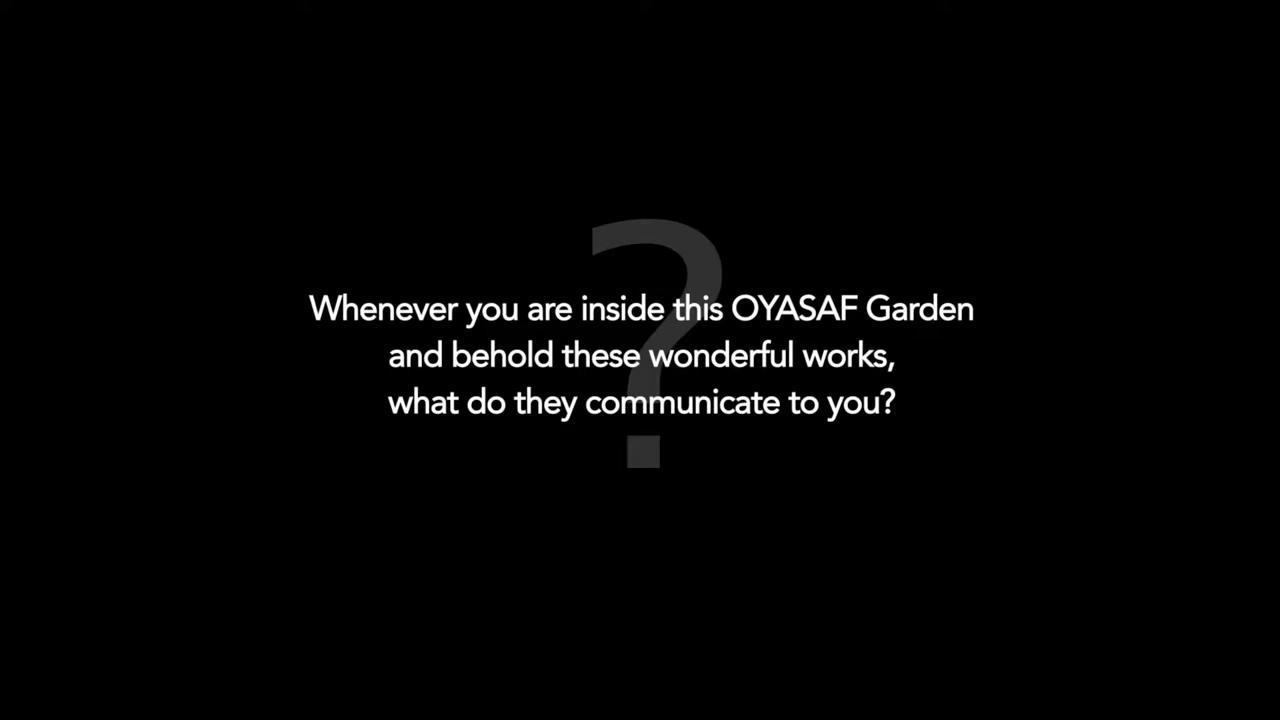 Whenever you are inside this OYASAF Garden
and behold these wonderful works,
what do they communicate to you?
?